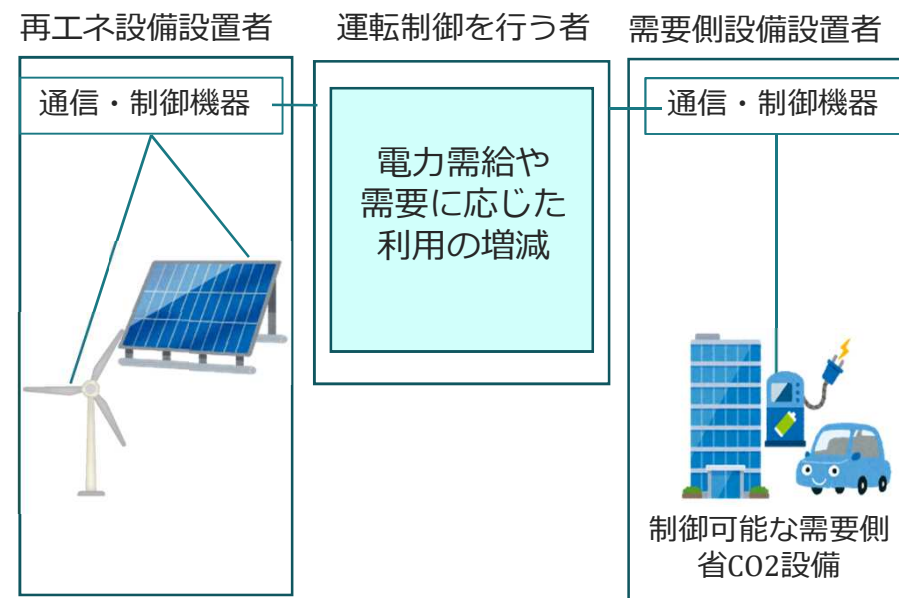 再エネ設備設置者
運転制御を行う者
需要側設備設置者
通信・制御機器
電力需給や
需要に応じた
利用の増減
通信・制御機器
制御可能な需要側
省CO2設備